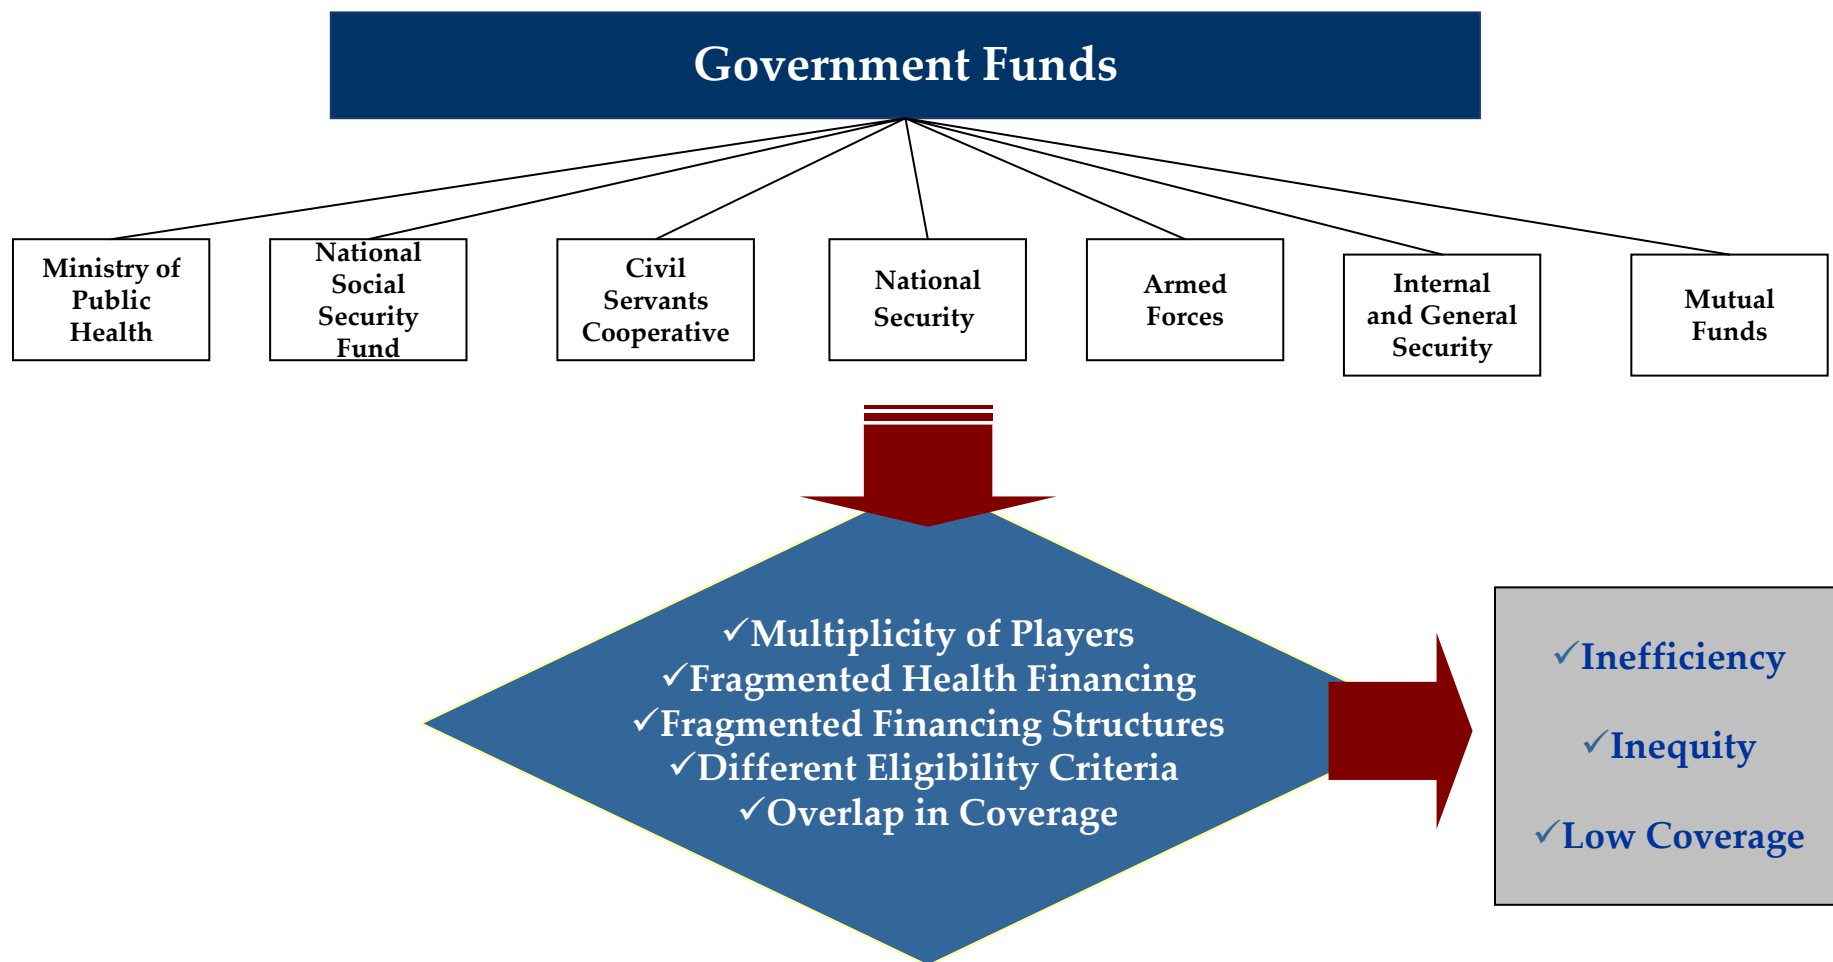 Government Funds
Ministry of
Public
Health
National
Social
Security
Fund
Civil
Servants
Cooperative
National
Security
Armed
Forces
Internal
and General
Security
Mutual
Funds
✓Multiplicity of Players
✓Fragmented Health Financing
✓Fragmented Financing Structures
✓Different Eligibility Criteria
✓Overlap in Coverage
✓Inefficiency
✓Inequity
✓Low Coverage